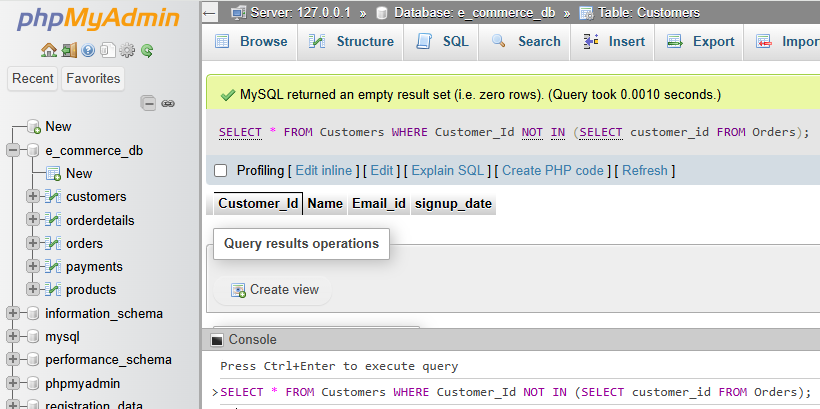 phpMyAdmin
Recent Favorites
New
e_commerce_db
New
customers
orderdetails
orders
payments
products
information_schema
mysql
performance_schema
phpmyadmin
registration_data
Server: 127.0.0.1 » Database: e_commerce_db » Table: Customers
Browse Structure SQL Search Insert Export Impor
MySQL returned an empty result set (i.e. zero rows). (Query took 0.0010 seconds.)
SELECT * FROM Customers WHERE Customer_Id NOT IN (SELECT customer_id FROM Orders);
Profiling [ Edit inline ] [ Edit ] [ Explain SQL ] [ Create PHP code ] [ Refresh ]
Customer_Id Name Email_id signup_date
Query results operations
Create view
Console
Press Ctrl+Enter to execute query
>SELECT * FROM Customers WHERE Customer_Id NOT IN (SELECT customer_id FROM Orders);